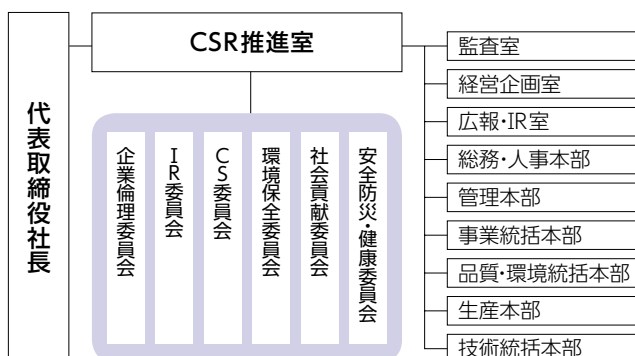 代表取締役社長
CSR推進室
企業倫理委員会
IR委員会
CS委員会
環境保全委員会
社会貢献委員会
安全防災・健康委員会
監査室
経営企画室
広報・IR室
総務・人事本部
管理本部
事業統括本部
品質・環境統括本部
生産本部
技術統括本部